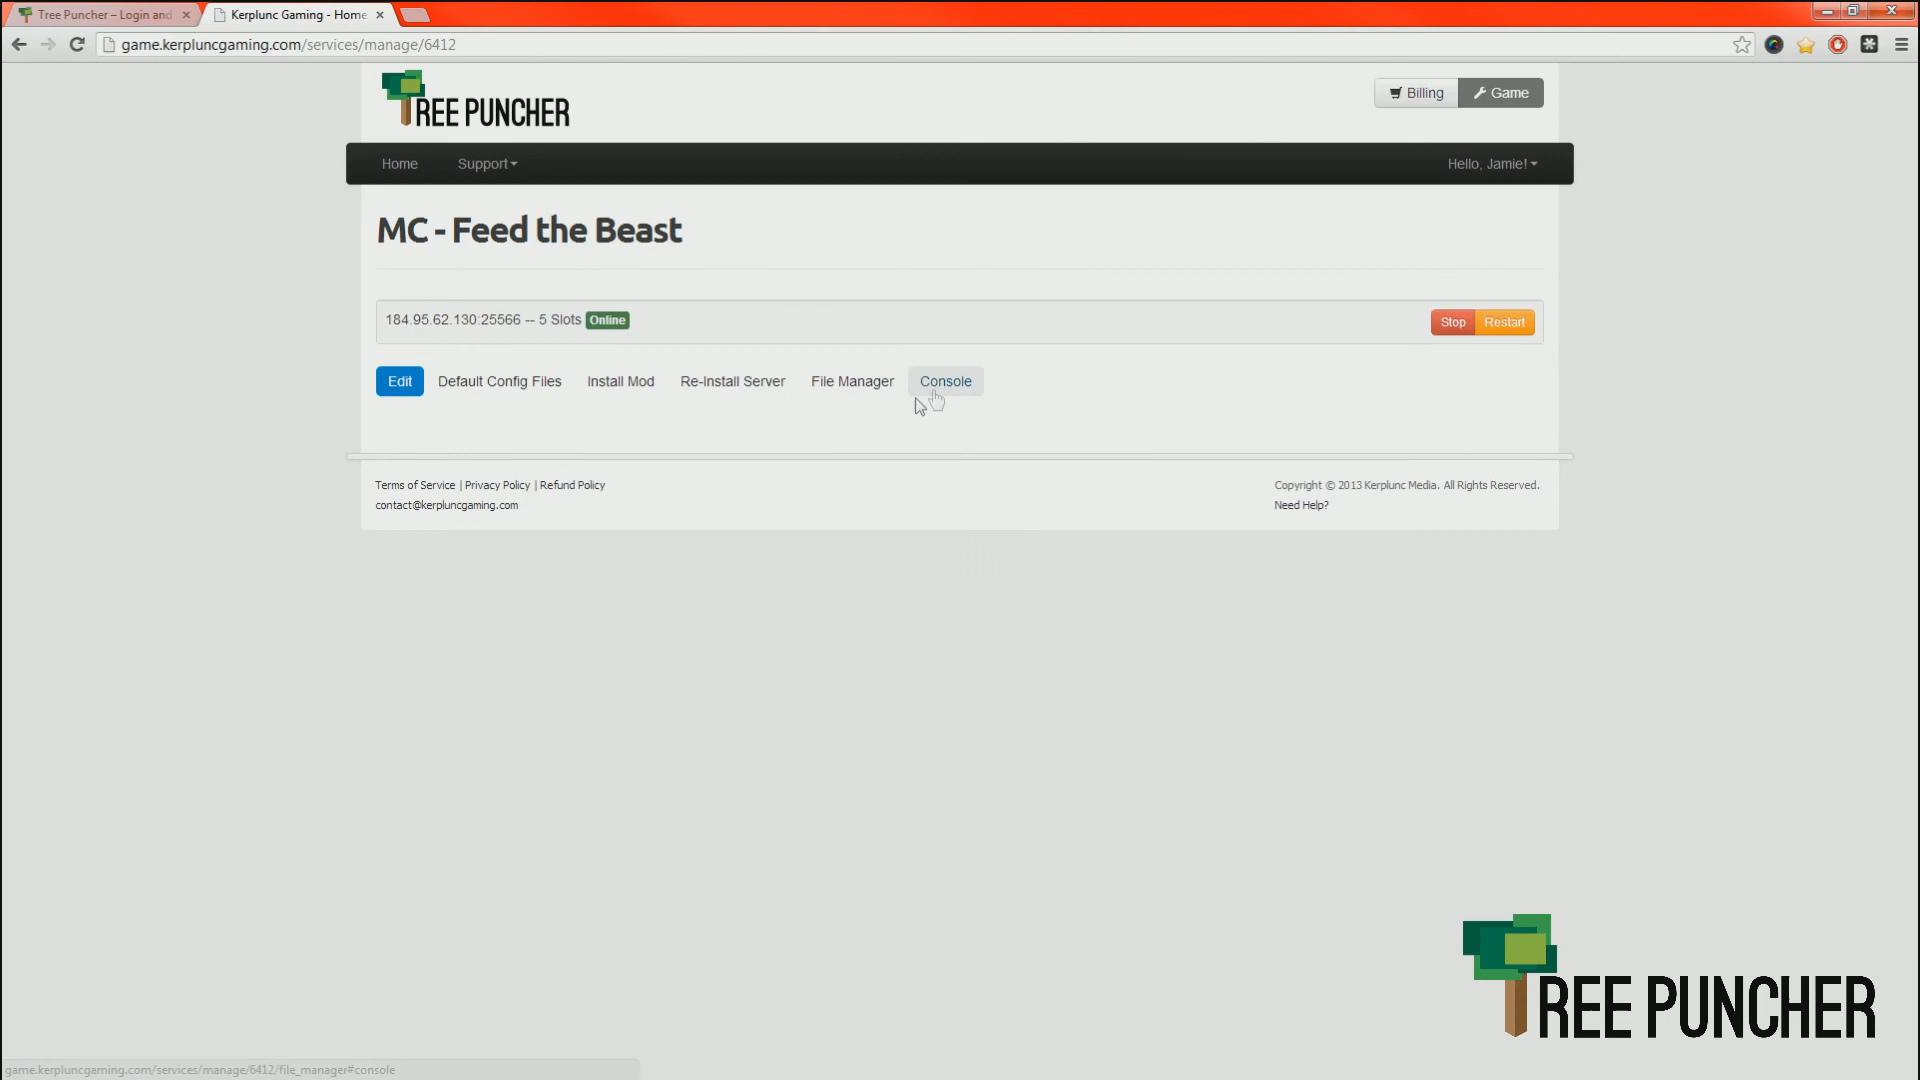 Tree Puncher – Login and
Kerplunc Gaming - Home
game.kerpluncgaming.com/services/manage/6412
REE PUNCHER
Billing
Game
Home
Support
Hello, Jamie!
MC - Feed the Beast
184.95.62.130:25566 -- 5 Slots Online
Stop
Restart
Edit
Default Config Files
Install Mod
Re-Install Server
File Manager
Console
Terms of Service | Privacy Policy | Refund Policy
contact@kerpluncgaming.com
Copyright © 2013 Kerplunc Media. All Rights Reserved.
Need Help?
REE PUNCHER
game.kerpluncgaming.com/services/manage/6412/file_manager#console